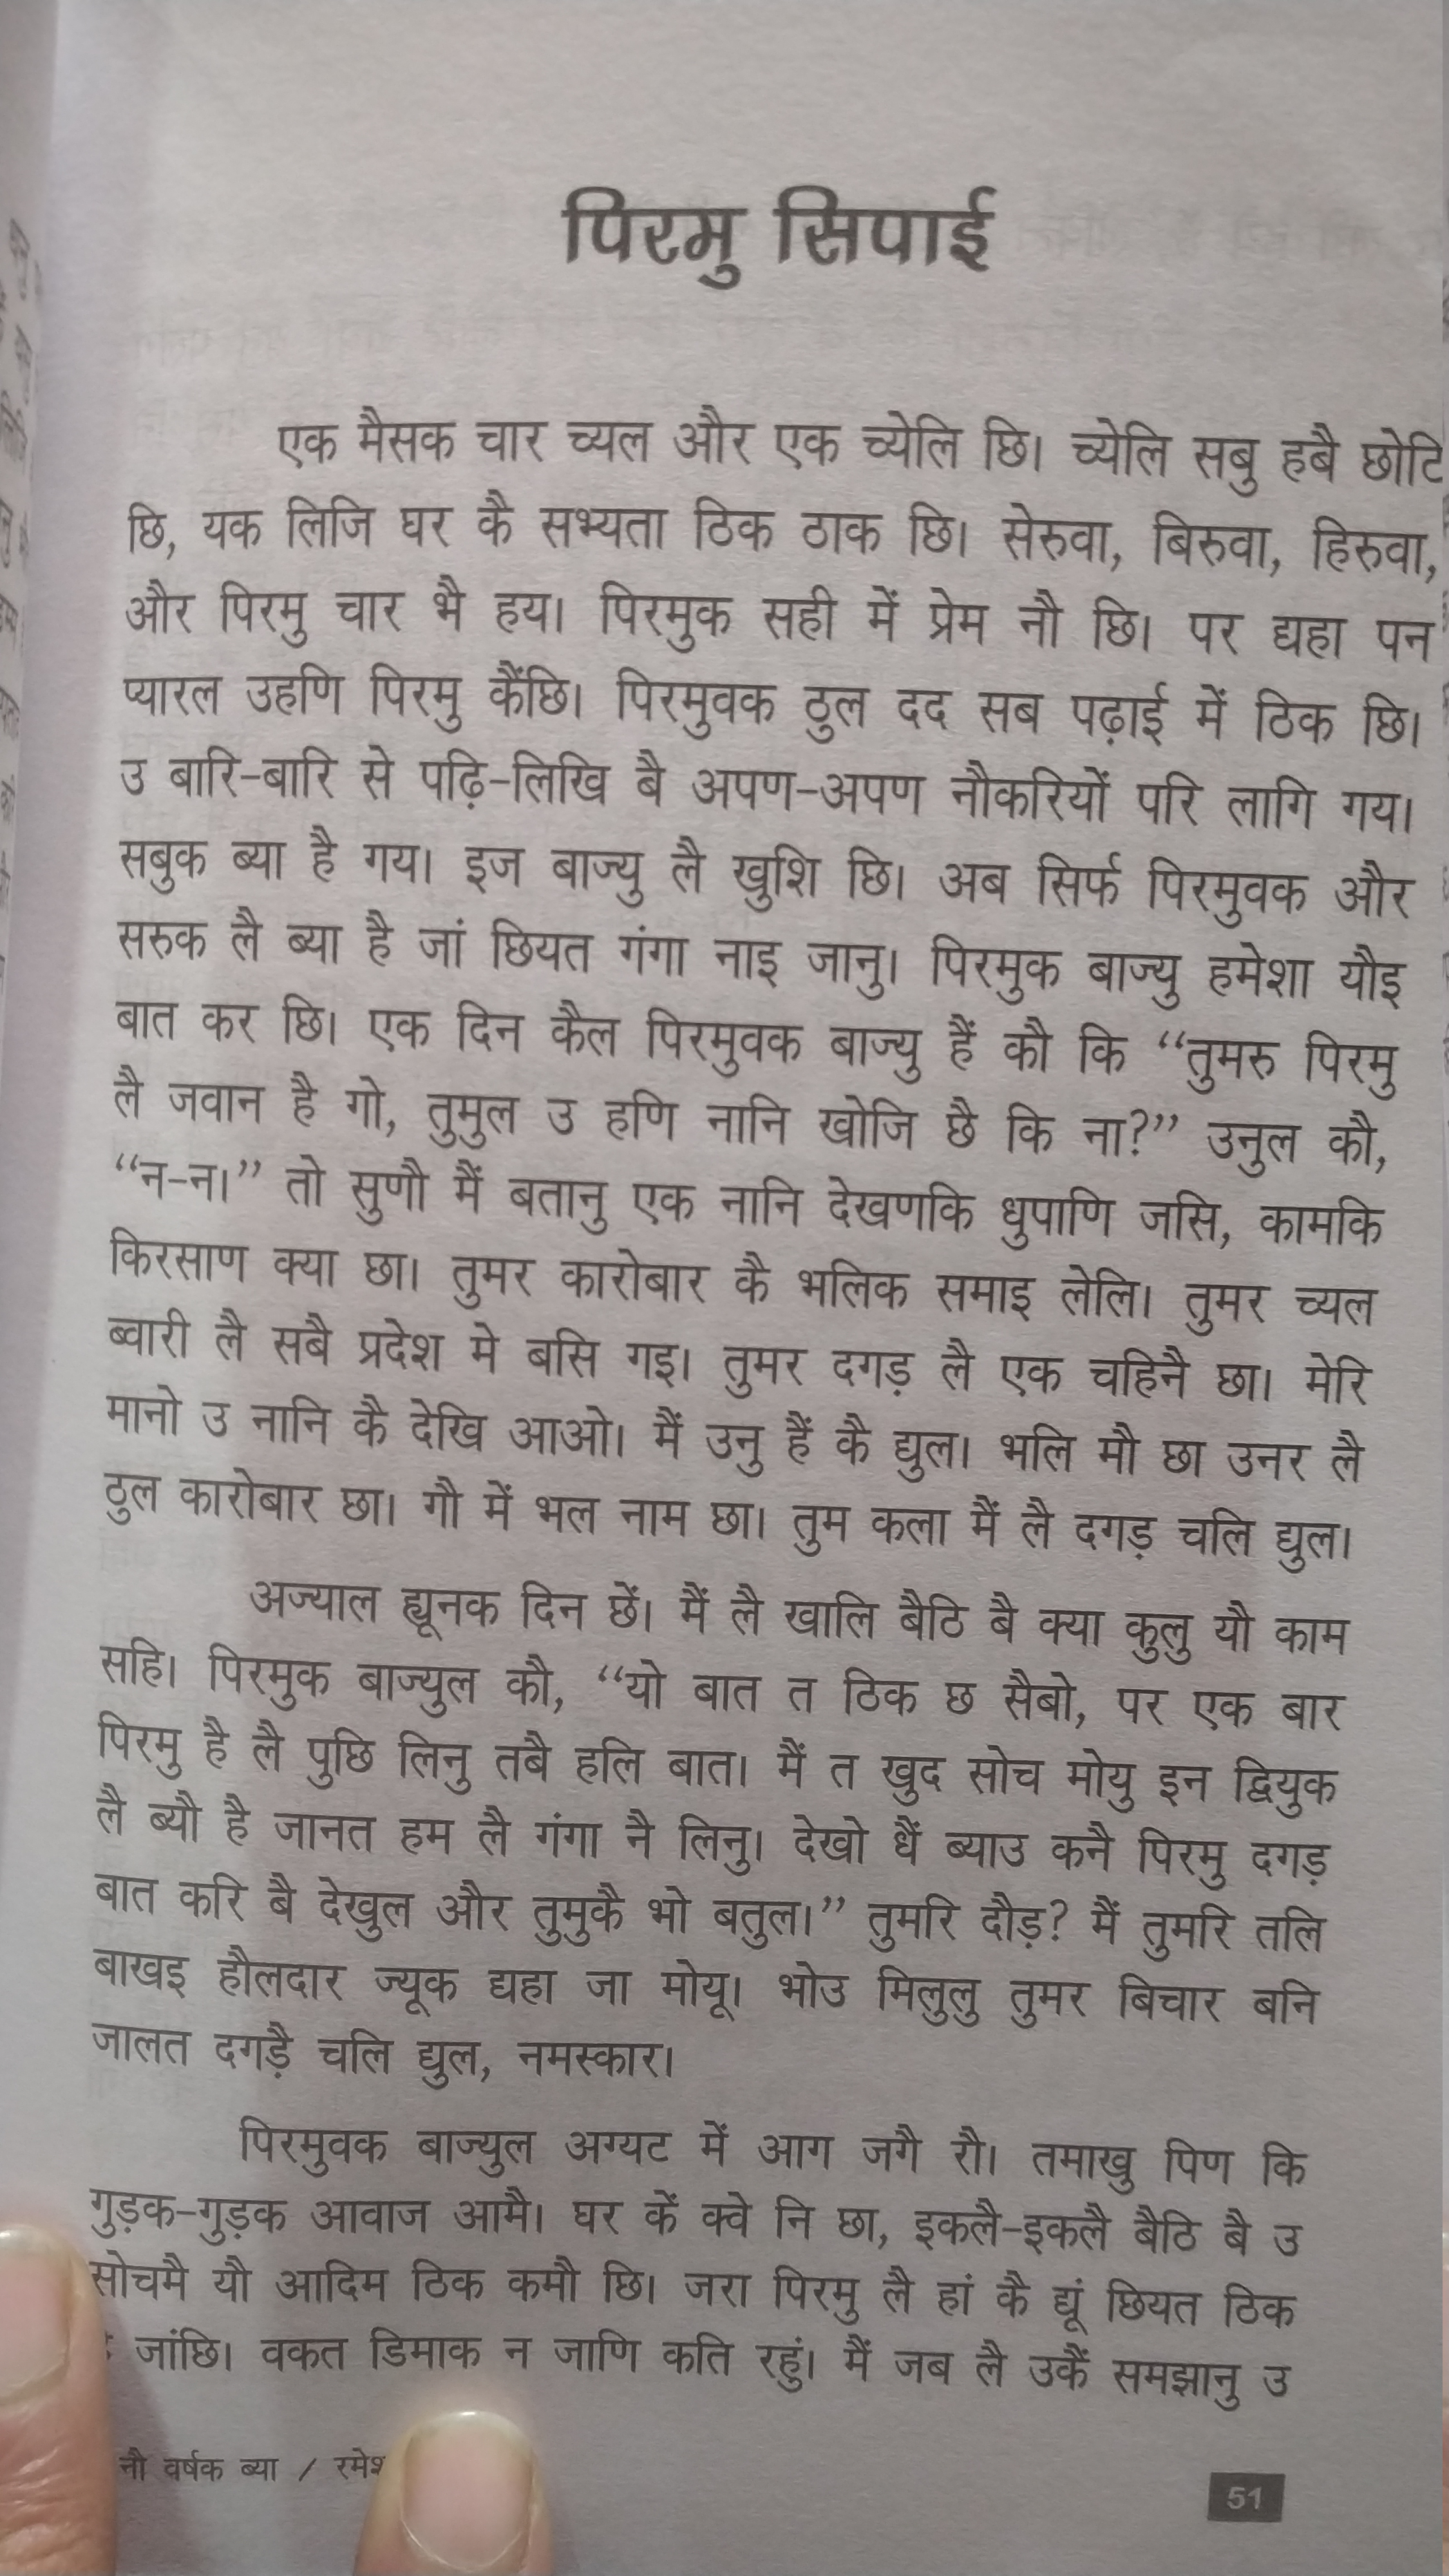 पिरमु सिपाई
एक मैसक चार च्यल और एक च्येलि छि। च्येलि सबु हबै छोटि
छि, यक लिजि घर कै सभ्यता ठिक ठाक छि। सेरुवा, बिरुवा, हिरुवा,
और पिरमु चार भै हय। पिरमुक सही में प्रेम नौ छि। पर द्यहा पन
प्यारल उहणि पिरमु कैंछि। पिरमुवक ठुल दद सब पढ़ाई में ठिक छि।
उ बारि-बारि से पढ़ि-लिखि बै अपण-अपण नौकरियों परि लागि गय।
सबुक ब्या है गय। इज बाज्यु लै खुशि छि। अब सिर्फ पिरमुवक और
सरुक लै ब्या है जां छियत गंगा नाइ जानु। पिरमुक बाज्यु हमेशा यौइ
बात कर छि। एक दिन कैल पिरमुवक बाज्यु हैं कौ कि “तुमरु पिरमु
लै जवान है गो, तुमुल उ हणि नानि खोजि छै कि ना?” उनुल कौ,
“न-न।” तो सुणौ मैं बतानु एक नानि देखणकि धुपाणि जसि, कामकि
किरसाण क्या छा। तुमर कारोबार कै भलिक समाइ लेलि। तुमर च्यल
ब्वारी लै सबै प्रदेश मे बसि गइ। तुमर दगड़ लै एक चहिनै छा। मेरि
मानो उ नानि कै देखि आओ। मैं उनु हैं कै द्युल। भलि मौ छा उनर लै
ठुल कारोबार छा। गौ में भल नाम छा। तुम कला मैं लै दगड़ चलि द्युल।
अज्याल ह्यूनक दिन छें। मैं लै खालि बैठि बै क्या कुलु यौ काम
सहि। पिरमुक बाज्युल कौ, “यो बात त ठिक छ सैबो, पर एक बार
पिरमु है लै पुछि लिनु तबै हलि बात। मैं त खुद सोच मोयु इन द्वियुक
लै ब्यौ है जानत हम लै गंगा नै लिनु। देखो धैं ब्याउ कनै पिरमु दगड़
बात करि बै देखुल और तुमुकै भो बतुल।” तुमरि दौड़? मैं तुमरि तलि
बाखइ हौलदार ज्यूक द्यहा जा मोयू। भोउ मिलुलु तुमर बिचार बनि
जालत दगड़ै चलि द्युल, नमस्कार।
पिरमुवक बाज्युल अग्यट में आग जगै रौ। तमाखु पिण कि
गुड़क-गुड़क आवाज आमै। घर कें क्वे नि छा, इकलै-इकलै बैठि बै उ
सोचमै यौ आदिम ठिक कमौ छि। जरा पिरमु लै हां कै द्यूं छियत ठिक
जांछि। वकत डिमाक न जाणि कति रहुं। मैं जब लै उकैं समझानु उ
नौ वर्षक ब्या / रमेश
51